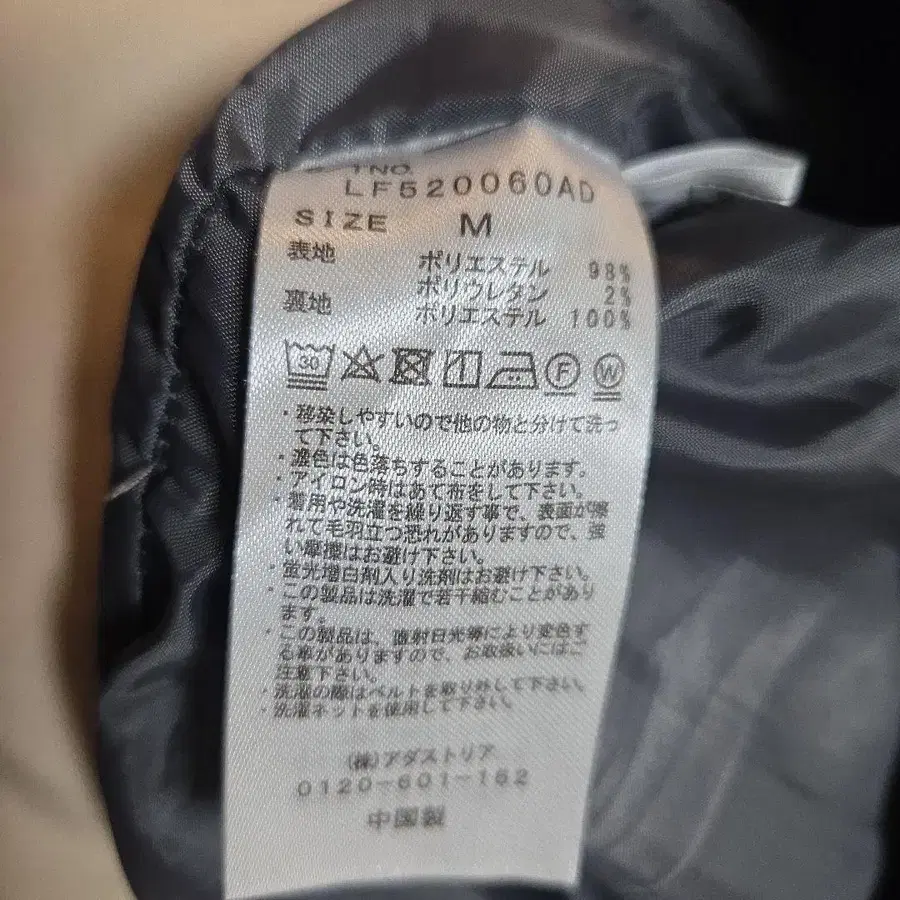 NO.
LF520060AD
SIZE M
表地 ポリエステル 98%
ポリウレタン 2%
裏地 ポリエステル 100%
30 F W
・移染しやすいので他の物と分けて洗っ
て下さい。
・濃色は色落ちすることがあります。
・アイロン時はあて布をして下さい。
・着用や洗濯を繰り返す事で、表面が擦
れて毛羽立つ恐れがありますので、強
い摩擦はお避け下さい。
・蛍光増白剤入り洗剤はお避け下さい。
・この製品は洗濯で若干縮むことがあり
ます。
・この製品は、直射日光等により変色す
る事がありますので、お取扱いにはご
注意下さい。
・洗濯の際はベルトを取り外して下さい。
・洗濯ネットを使用して下さい。
(株)アダストリア
0120-601-162
中国製